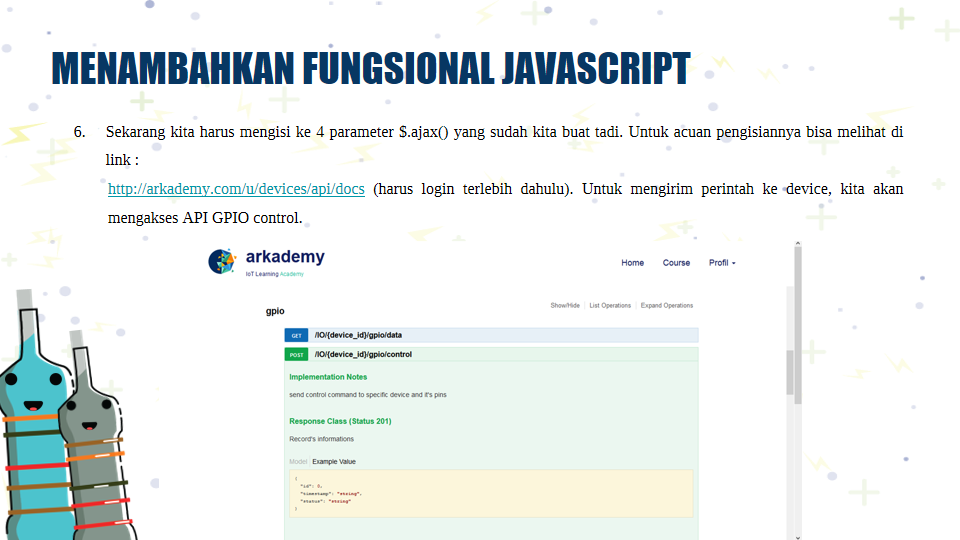 MENAMBAHKAN FUNGSIONAL JAVASCRIPT
6. Sekarang kita harus mengisi ke 4 parameter $.ajax() yang sudah kita buat tadi. Untuk acuan pengisiannya bisa melihat di
link :
http://arkademy.com/u/devices/api/docs (harus login terlebih dahulu). Untuk mengirim perintah ke device, kita akan
mengakses API GPIO control.
arkademy
IoT Learning Academy
Home Course Profil
gpio
Show/Hide List Operations Expand Operations
GET /IO/{device_id}/gpio/data
POST /IO/{device_id}/gpio/control
Implementation Notes
send control command to specific device and it's pins
Response Class (Status 201)
Record's informations
Model Example Value
{
"id": 0,
"timestamp": "string",
"status": "string"
}